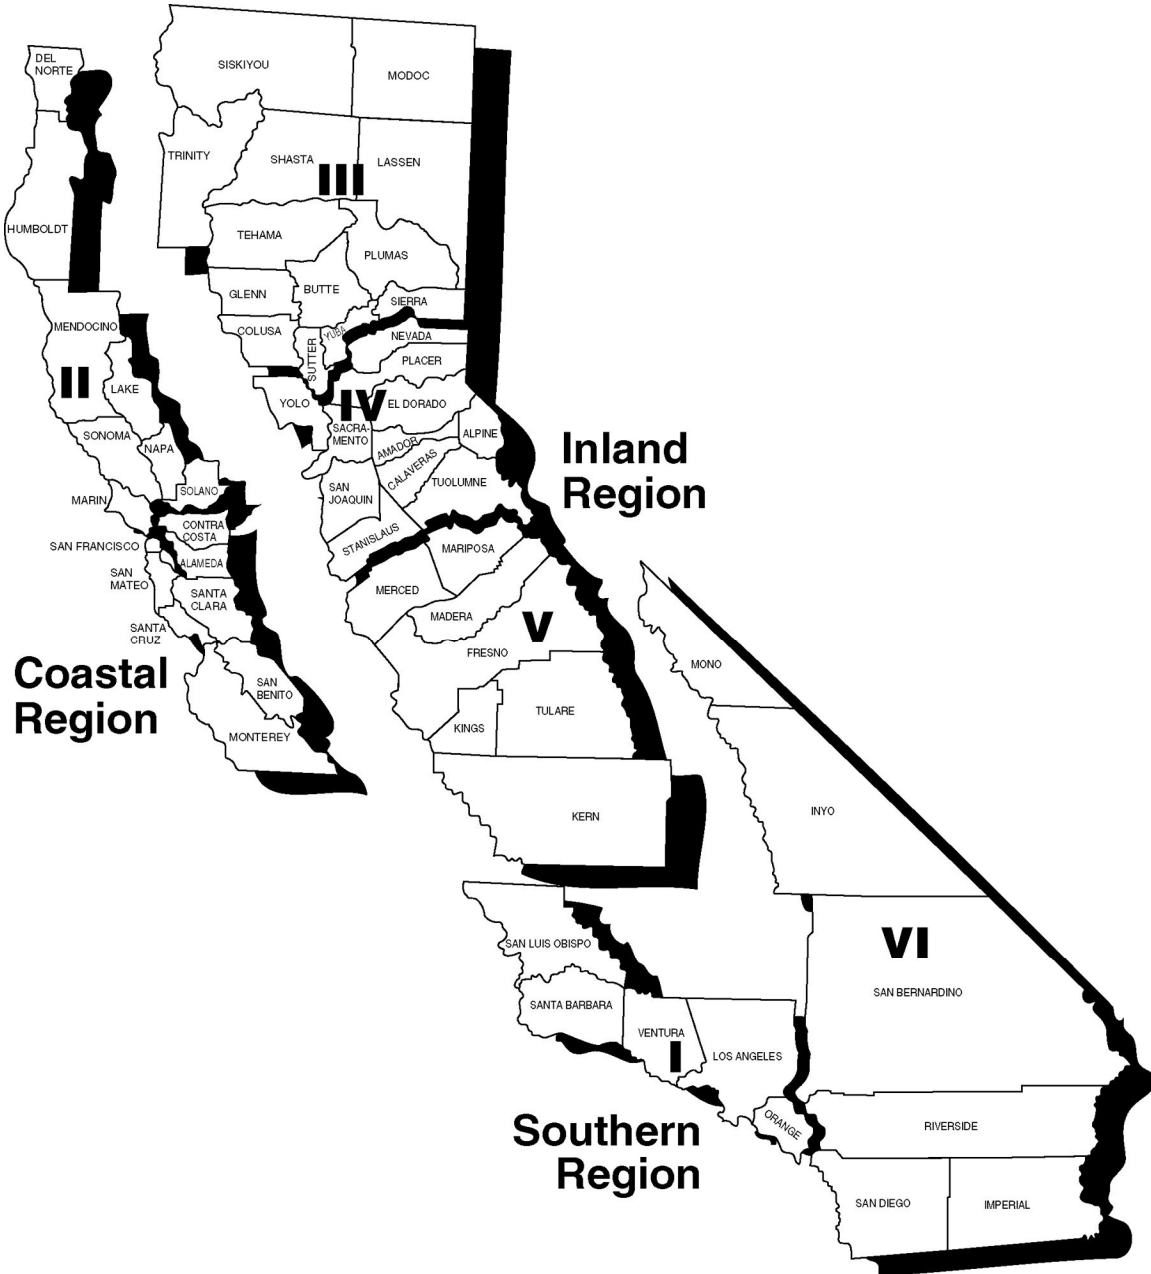 DEL
NORTE
SISKIYOU
MODOC
TRINITY
SHASTA
LASSEN
III
HUMBOLDT
TEHAMA
PLUMAS
GLENN
BUTTE
SIERRA
MENDOCINO
COLUSA
YUBA
SUTTER
NEVADA
PLACER
II
LAKE
YOLO
IV
EL DORADO
SACRA-
MENTO
SONOMA
NAPA
AMADOR
ALPINE
Inland
Region
CALAVERAS
TUOLUMNE
SAN
JOAQUIN
MARIN
SOLANO
CONTRA
COSTA
STANISLAUS
SAN FRANCISCO
MARIPOSA
ALAMEDA
SAN
MATEO
SANTA
CLARA
MERCED
MADERA
V
SANTA
CRUZ
FRESNO
MONO
Coastal
Region
SAN
BENITO
MONTEREY
KINGS
TULARE
KERN
INYO
SAN LUIS OBISPO
VI
SAN BERNARDINO
SANTA BARBARA
VENTURA
I
LOS ANGELES
ORANGE
RIVERSIDE
Southern
Region
SAN DIEGO
IMPERIAL